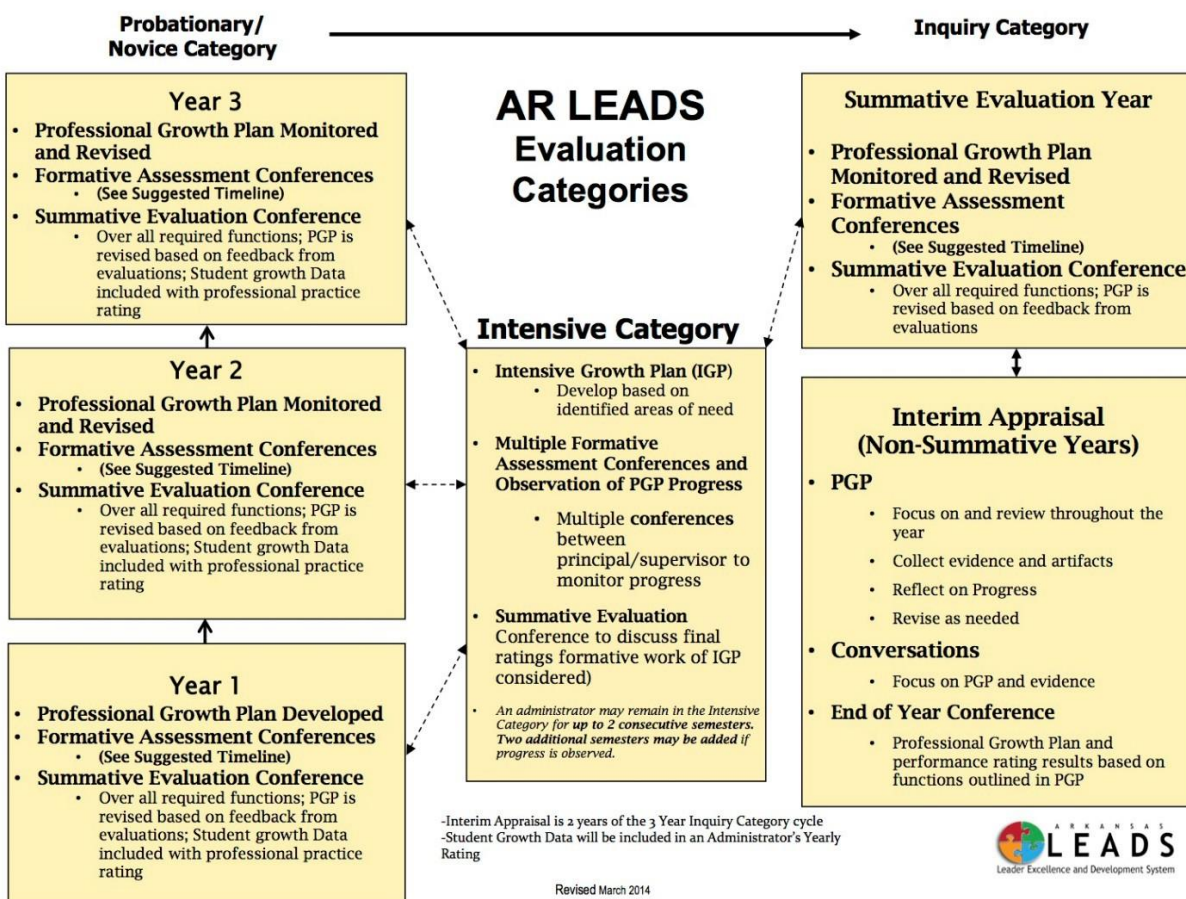 Probationary/
Novice Category
Inquiry Category
AR LEADS
Evaluation
Categories
Year 3
• Professional Growth Plan Monitored
and Revised
• Formative Assessment Conferences
• (See Suggested Timeline)
• Summative Evaluation Conference
• Over all required functions; PGP is
revised based on feedback from
evaluations; Student growth Data
included with professional practice
rating
Year 2
• Professional Growth Plan Monitored
and Revised
• Formative Assessment Conferences
• (See Suggested Timeline)
• Summative Evaluation Conference
• Over all required functions; PGP is
revised based on feedback from
evaluations; Student growth Data
included with professional practice
rating
Year 1
• Professional Growth Plan Developed
• Formative Assessment Conferences
• (See Suggested Timeline)
• Summative Evaluation Conference
• Over all required functions; PGP is
revised based on feedback from
evaluations; Student growth Data
included with professional practice
rating
Intensive Category
• Intensive Growth Plan (IGP)
• Develop based on
identified areas of need
• Multiple Formative
Assessment Conferences and
Observation of PGP Progress
• Multiple conferences
between
principal/supervisor to
monitor progress
• Summative Evaluation
Conference to discuss final
ratings formative work of IGP
considered)
• An administrator may remain in the Intensive
Category for up to 2 consecutive semesters.
Two additional semesters may be added if
progress is observed.
-Interim Appraisal is 2 years of the 3 Year Inquiry Category cycle
-Student Growth Data will be included in an Administrator's Yearly
Rating
Revised March 2014
Summative Evaluation Year
• Professional Growth Plan
Monitored and Revised
• Formative Assessment
Conferences
• (See Suggested Timeline)
• Summative Evaluation Conference
• Over all required functions; PGP is
revised based on feedback from
evaluations
Interim Appraisal
(Non-Summative Years)
• PGP
• Focus on and review throughout the
year
• Collect evidence and artifacts
• Reflect on Progress
• Revise as needed
• Conversations
• Focus on PGP and evidence
• End of Year Conference
• Professional Growth Plan and
performance rating results based on
functions outlined in PGP
ARKANSAS
LEADS
Leader Excellence and Development System